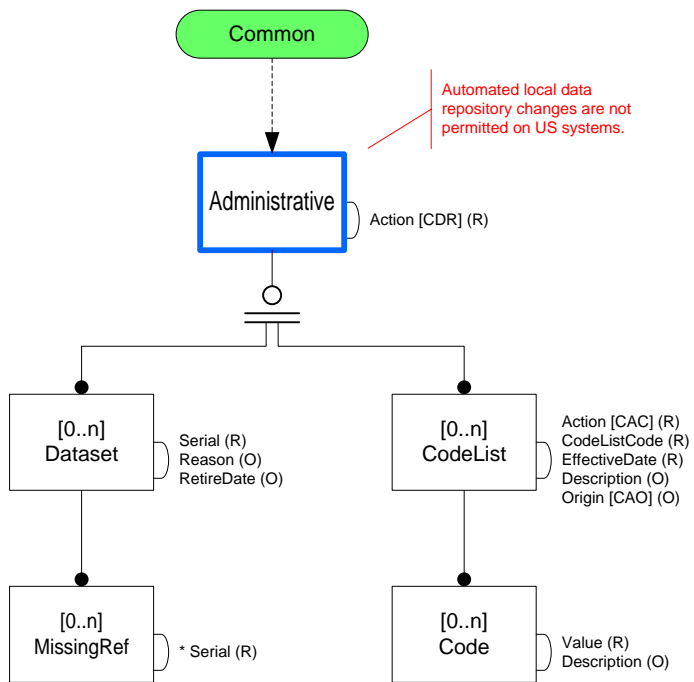 Common
Automated local data
repository changes are not
permitted on US systems.
Administrative
Action [CDR] (R)
[0..n]
Dataset
Serial (R)
Reason (O)
RetireDate (O)
[0..n]
CodeList
Action [CAC] (R)
CodeListCode (R)
EffectiveDate (R)
Description (O)
Origin [CAO] (O)
[0..n]
MissingRef
* Serial (R)
[0..n]
Code
Value (R)
Description (O)